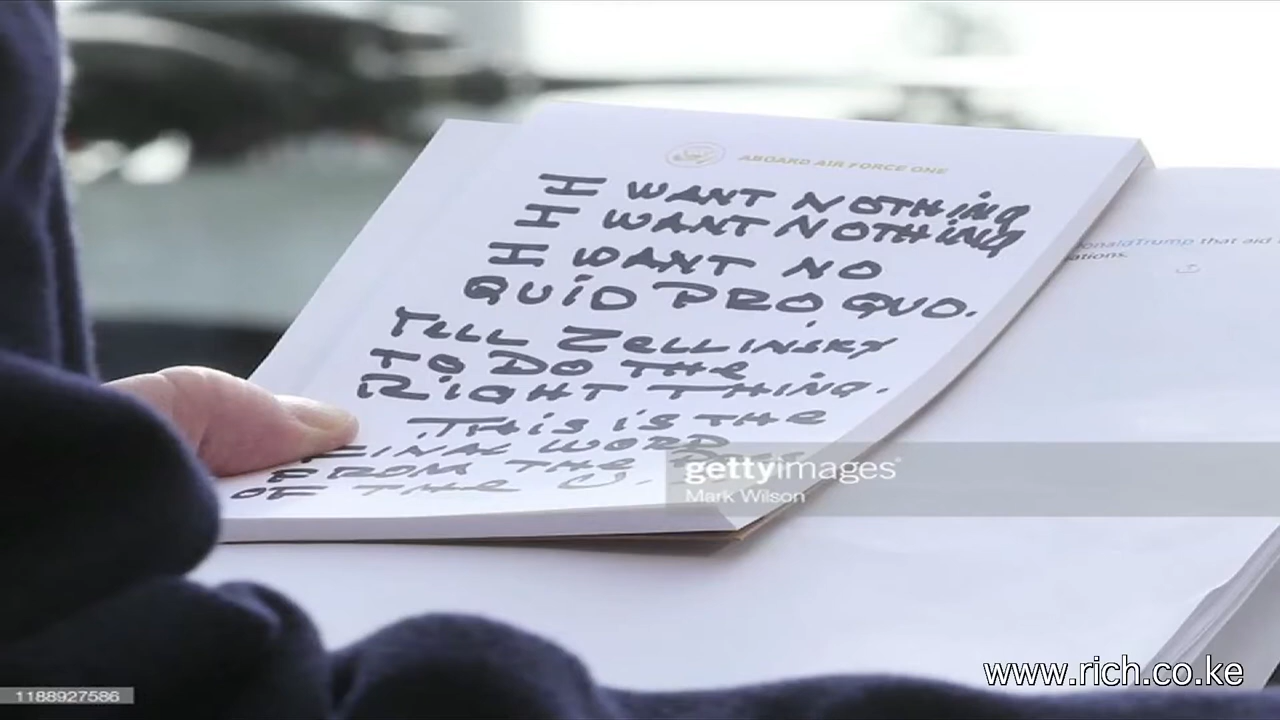 ABOARD AIR FORCE ONE
I WANT NOTHING
I WANT NOTHING
I WANT NO
QUID PRO QUO.
TELL ZELLINSKY
TO DO THE
RIGHT THING.
THIS IS THE
FINAL WORD
FROM THE PRES
OF THE U.S.
onaldTrump that aid
ations.
gettyimages®
Mark Wilson
1188927586
www.rich.co.ke